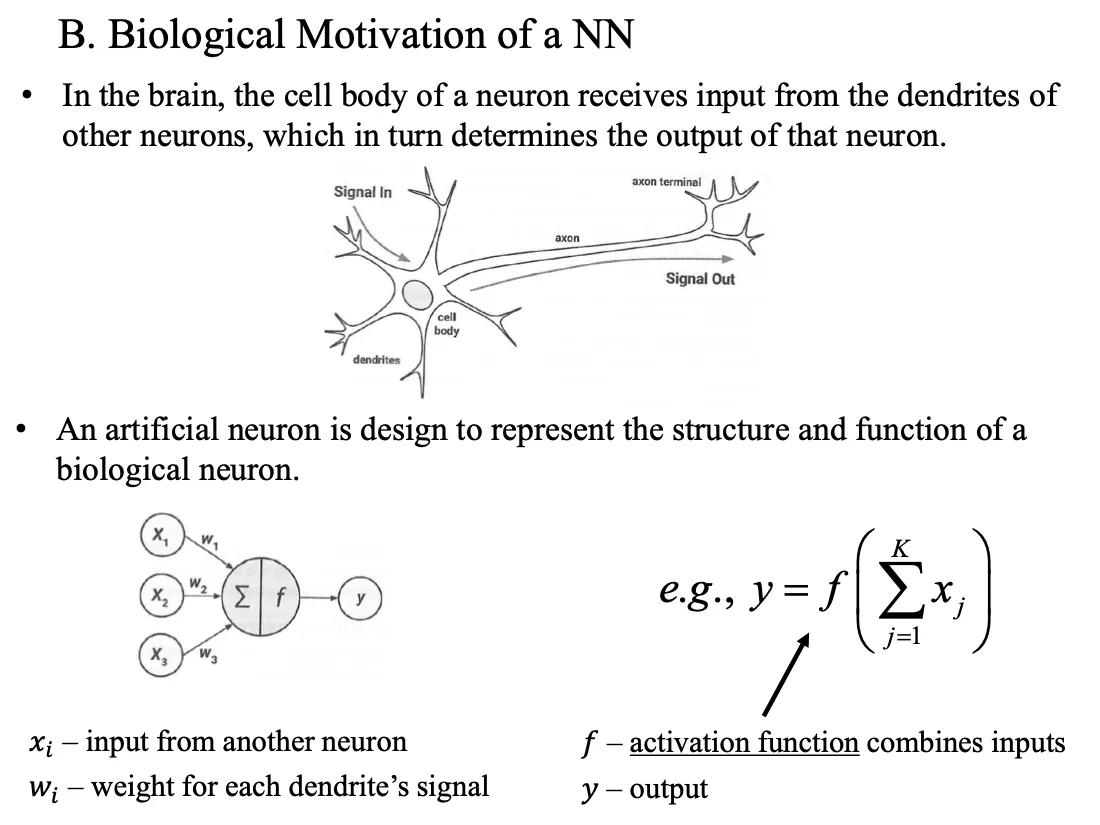 B. Biological Motivation of a NN
• In the brain, the cell body of a neuron receives input from the dendrites of
other neurons, which in turn determines the output of that neuron.
Signal In
axon terminal
axon
Signal Out
cell
body
dendrites
• An artificial neuron is design to represent the structure and function of a
biological neuron.
X₁ w₁
X₂ w₂ Σ f y
X₃ w₃
e.g., y = f(∑_{j=1}^{K} x_j)
xᵢ – input from another neuron
wᵢ – weight for each dendrite's signal
f – activation function combines inputs
y – output